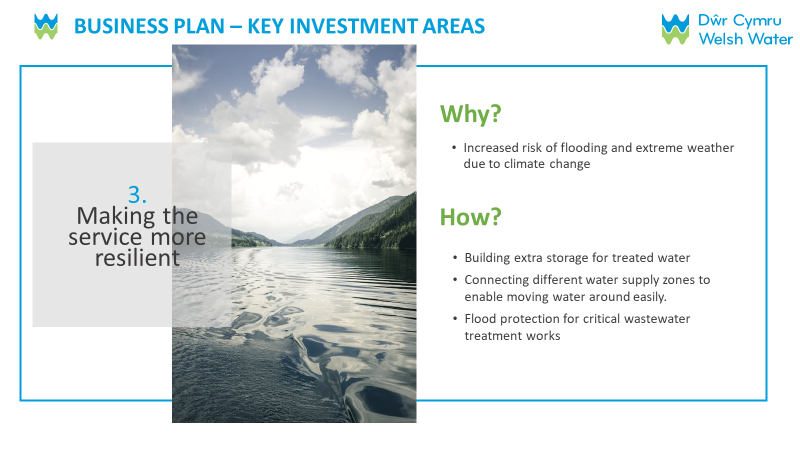 BUSINESS PLAN – KEY INVESTMENT AREAS
Dŵr Cymru
Welsh Water
3.
Making the
service more
resilient
Why?
• Increased risk of flooding and extreme weather
due to climate change
How?
• Building extra storage for treated water
• Connecting different water supply zones to
enable moving water around easily.
• Flood protection for critical wastewater
treatment works